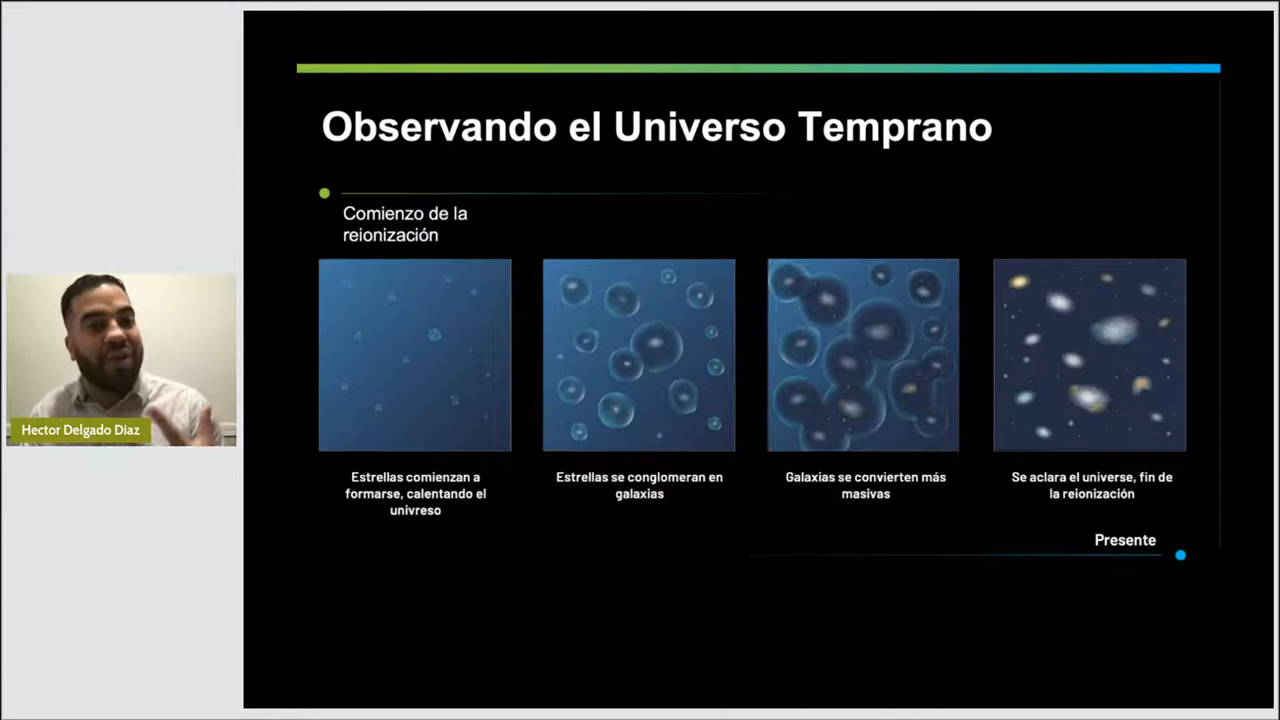 Observando el Universo Temprano
Comienzo de la
reionización
Hector Delgado Diaz
Estrellas comienzan a
formarse, calentando el
univreso
Estrellas se conglomeran en
galaxias
Galaxias se convierten más
masivas
Se aclara el universe, fin de
la reionización
Presente